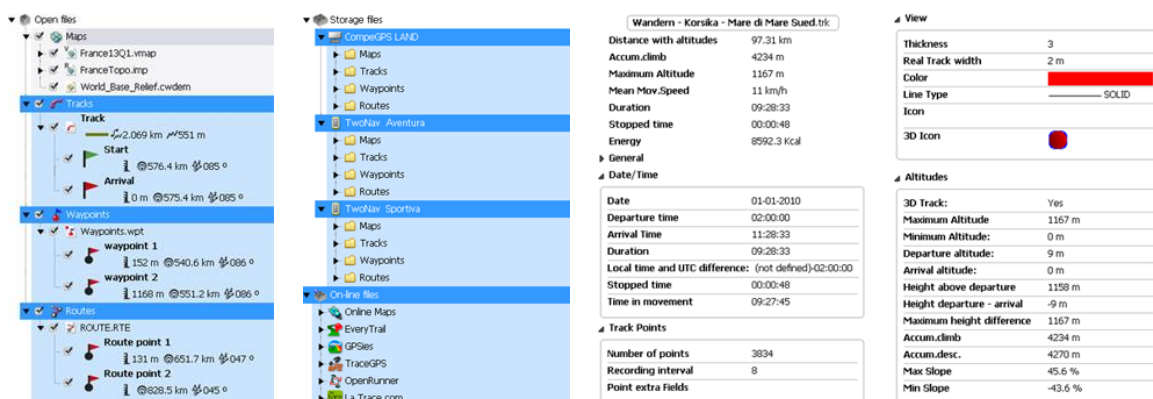 Open files
Maps
France13Q1.vmap
FranceTopo.imp
World_Base_Relief.cwdem
Tracks
Track
2.069 km 551 m
Start
576.4 km 085 º
Arrival
0 m 575.4 km 085 º
Waypoints
Waypoints.wpt
waypoint 1
152 m 540.6 km 086 º
waypoint 2
1168 m 551.2 km 086 º
Routes
ROUTE.RTE
Route point 1
131 m 651.7 km 047 º
Route point 2
828.5 km 045 º
Storage files
CompeGPS LAND
Maps
Tracks
Waypoints
Routes
TwoNav Aventura
Maps
Tracks
Waypoints
Routes
TwoNav Sportiva
Maps
Tracks
Waypoints
Routes
On-line files
Online Maps
EveryTrail
GPSies
TraceGPS
OpenRunner
La Trace.com
Wandern - Korsika - Mare di Mare Sued.trk
Distance with altitudes 97.31 km
Accum.climb 4234 m
Maximum Altitude 1167 m
Mean Mov.Speed 11 km/h
Duration 09:28:33
Stopped time 00:00:48
Energy 8592.3 Kcal
General
Date/Time
Date 01-01-2010
Departure time 02:00:00
Arrival Time 11:28:33
Duration 09:28:33
Local time and UTC difference: (not defined)-02:00:00
Stopped time 00:00:48
Time in movement 09:27:45
Track Points
Number of points 3834
Recording interval 8
Point extra Fields
View
Thickness 3
Real Track width 2 m
Color
Line Type SOLID
Icon
3D Icon
Altitudes
3D Track: Yes
Maximum Altitude 1167 m
Minimum Altitude: 0 m
Departure altitude: 9 m
Arrival altitude: 0 m
Height above departure 1158 m
Height departure - arrival -9 m
Maximum height difference 1167 m
Accum.climb 4234 m
Accum.desc. 4270 m
Max Slope 45.6 %
Min Slope -43.6 %